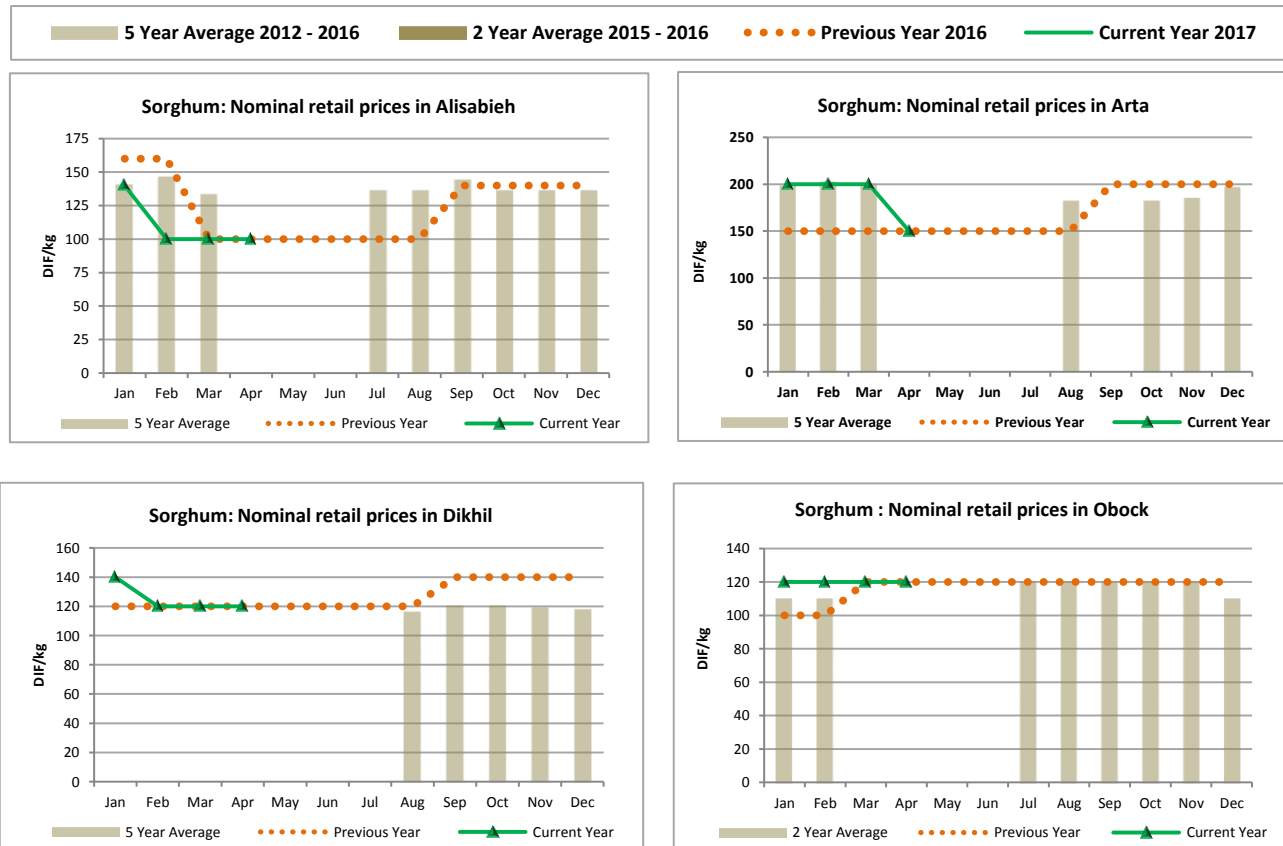 5 Year Average 2012 - 2016 2 Year Average 2015 - 2016 Previous Year 2016 Current Year 2017
Sorghum: Nominal retail prices in Alisabieh
175
150
125
100
75
50
25
0
DJF/kg
Jan Feb Mar Apr May Jun Jul Aug Sep Oct Nov Dec
5 Year Average Previous Year Current Year
Sorghum: Nominal retail prices in Arta
250
200
150
100
50
0
DJF/kg
Jan Feb Mar Apr May Jun Jul Aug Sep Oct Nov Dec
5 Year Average Previous Year Current Year
Sorghum: Nominal retail prices in Dikhil
160
140
120
100
80
60
40
20
0
DJF/kg
Jan Feb Mar Apr May Jun Jul Aug Sep Oct Nov Dec
5 Year Average Previous Year Current Year
Sorghum : Nominal retail prices in Obock
140
120
100
80
60
40
20
0
DJF/kg
Jan Feb Mar Apr May Jun Jul Aug Sep Oct Nov Dec
2 Year Average Previous Year Current Year